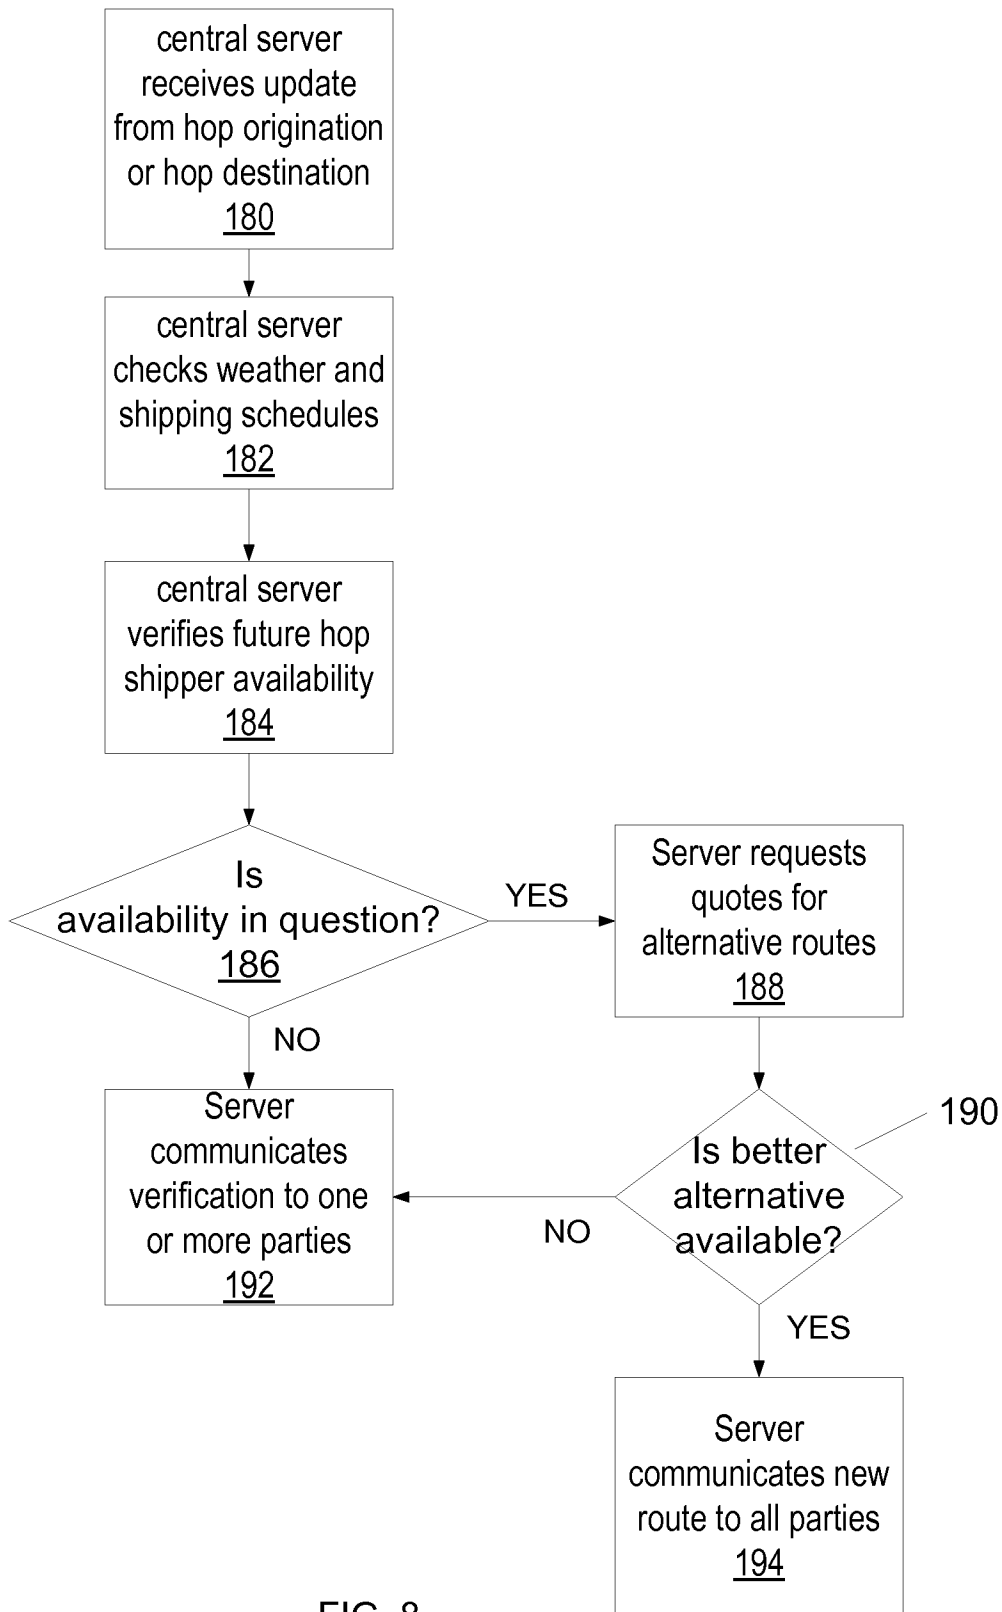 central server
receives update
from hop origination
or hop destination
180
central server
checks weather and
shipping schedules
182
central server
verifies future hop
shipper availability
184
Is
availability in question?
186
YES
Server requests
quotes for
alternative routes
188
NO
Server
communicates
verification to one
or more parties
192
190
Is better
alternative
available?
NO
YES
Server
communicates new
route to all parties
194
FIG. 8